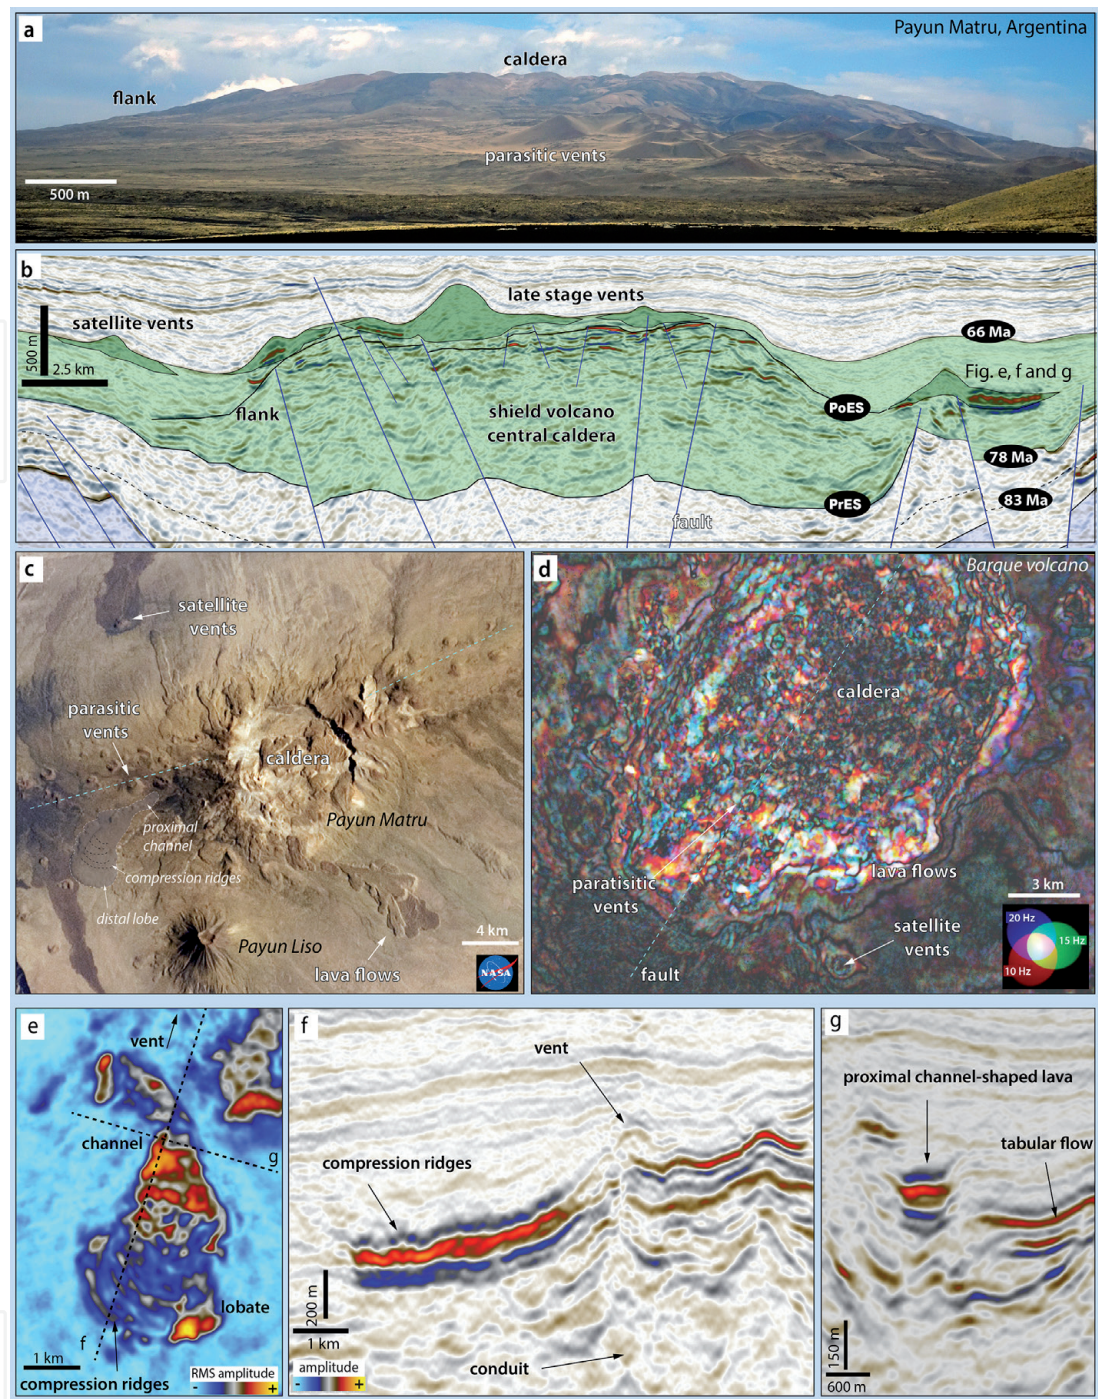 a
Payun Matru, Argentina
caldera
flank
parasitic vents
500 m
b
late stage vents
satellite vents
66 Ma
500 m
2.5 km
Fig. e, f and g
flank
shield volcano
central caldera
PoES
78 Ma
83 Ma
PrES
fault
c
satellite
vents
parasitic
vents
caldera
Payun Matru
proximal
channel
compression ridges
distal lobe
Payun Liso
lava flows
4 km
NASA
d
Barque volcano
caldera
paratisitic
vents
lava flows
3 km
satellite
vents
fault
20 Hz
15 Hz
10 Hz
e
vent
channel
g
lobate
f
1 km
RMS amplitude
- +
compression ridges
f
vent
compression ridges
200 m
1 km
amplitude
- +
conduit
g
proximal channel-shaped lava
tabular flow
150 m
600 m